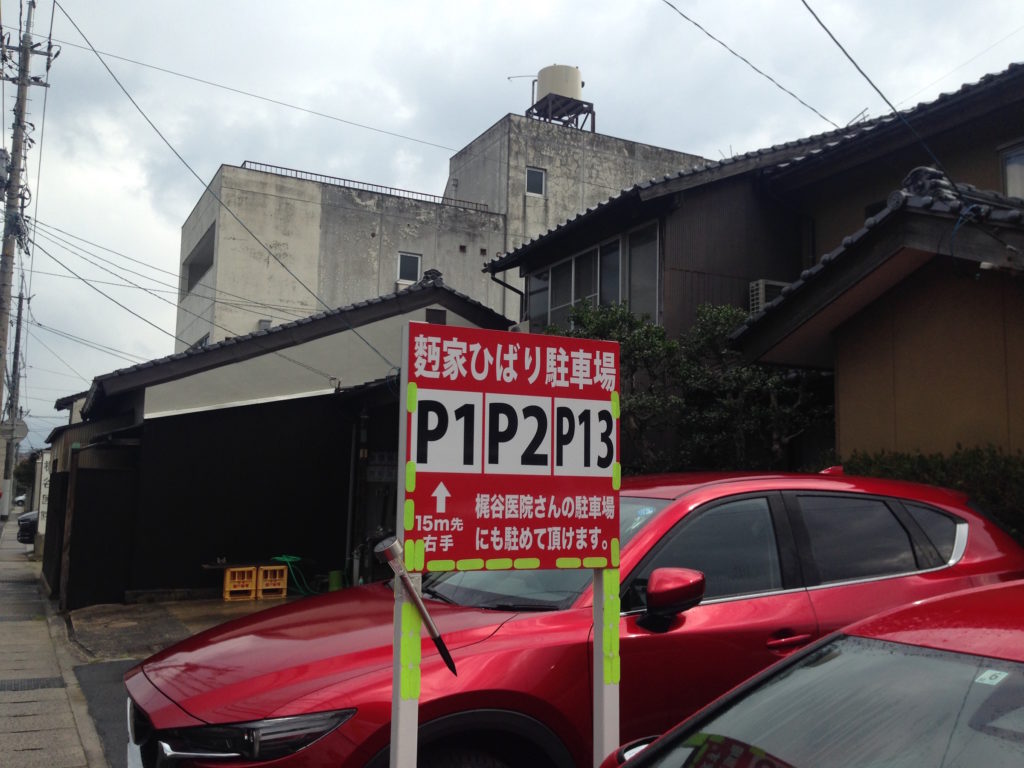 麪家ひばり駐車場
P1 P2 P13
↑ 梶谷医院さんの駐車場
15m先 にも駐めて頂けます。
右手